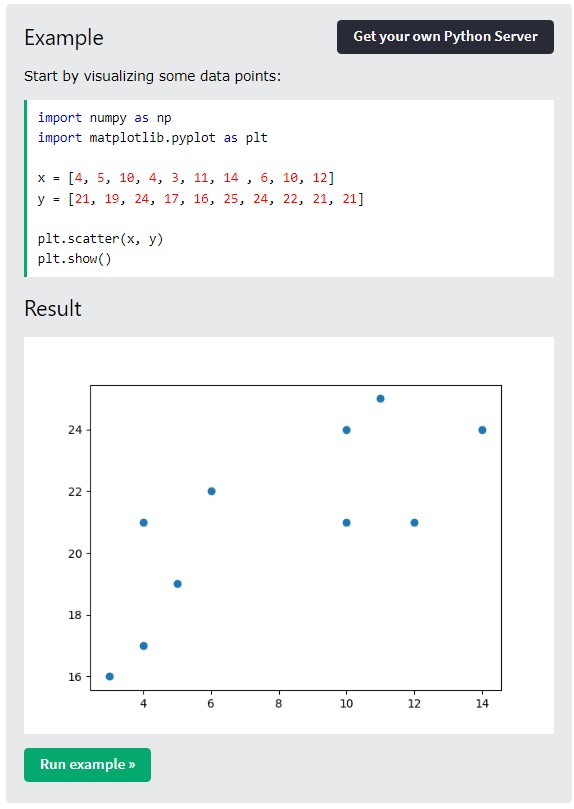 Example
Get your own Python Server
Start by visualizing some data points:
import numpy as np
import matplotlib.pyplot as plt
x = [4, 5, 10, 4, 3, 11, 14 , 6, 10, 12]
y = [21, 19, 24, 17, 16, 25, 24, 22, 21, 21]
plt.scatter(x, y)
plt.show()
Result
24
22
20
18
16
4 6 8 10 12 14
Run example »